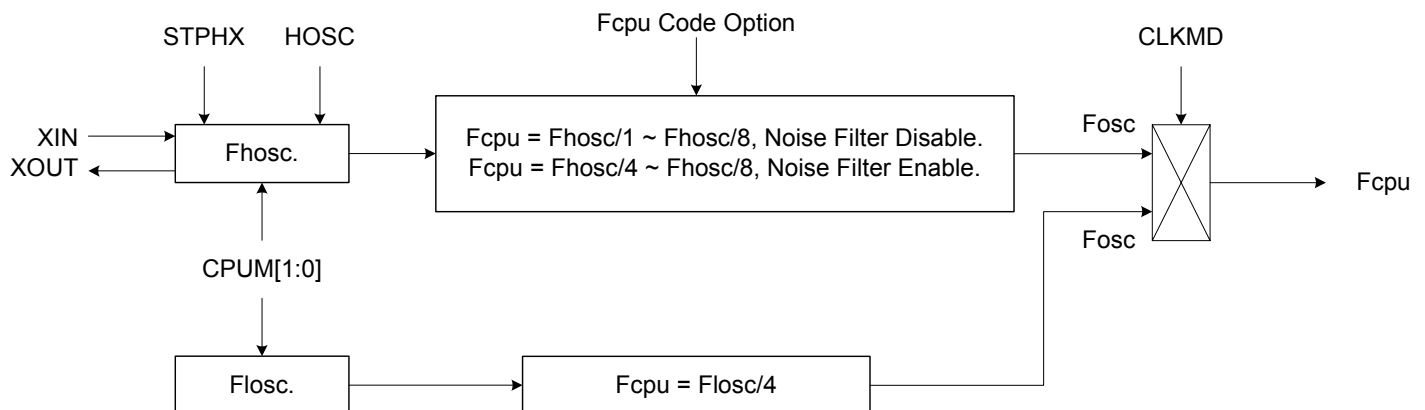 Fcpu Code Option
STPHX
HOSC
CLKMD
XIN
XOUT
Fhosc.
Fcpu = Fhosc/1 ~ Fhosc/8, Noise Filter Disable.
Fcpu = Fhosc/4 ~ Fhosc/8, Noise Filter Enable.
Fosc
Fcpu
Fosc
CPUM[1:0]
Flosc.
Fcpu = Flosc/4